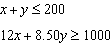 x + y ≤ 200
12x + 8.50y ≥ 1000